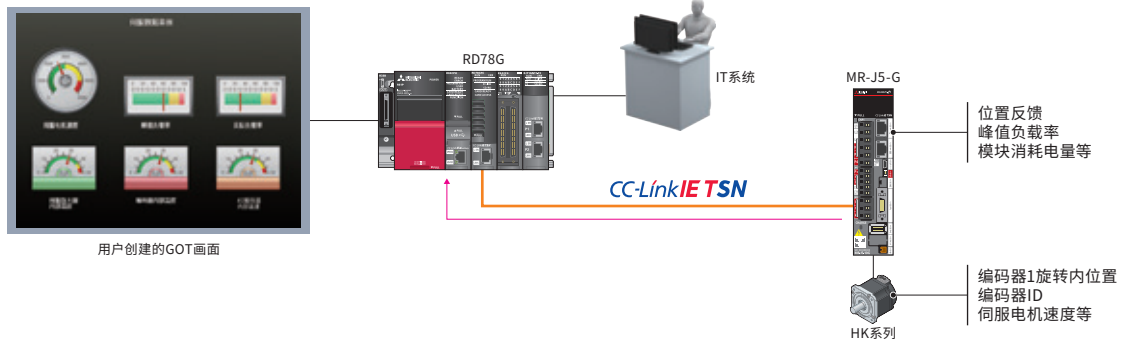 用户创建的GOT画面
RD78G
IT系统
CC-Link IE TSN
MR-J5-G
位置反馈
峰值负载率
模块消耗电量等
编码器1旋转内位置
编码器ID
伺服电机速度等
HK系列